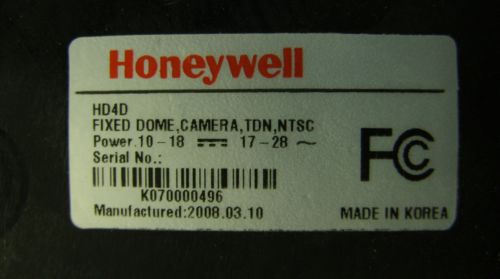 Honeywell
HD4D
FIXED DOME,CAMERA,TDN,NTSC
Power.10-18 ⎓ 17-28 ~
Serial No.:
K070000496
Manufactured:2008.03.10
FC
MADE IN KOREA